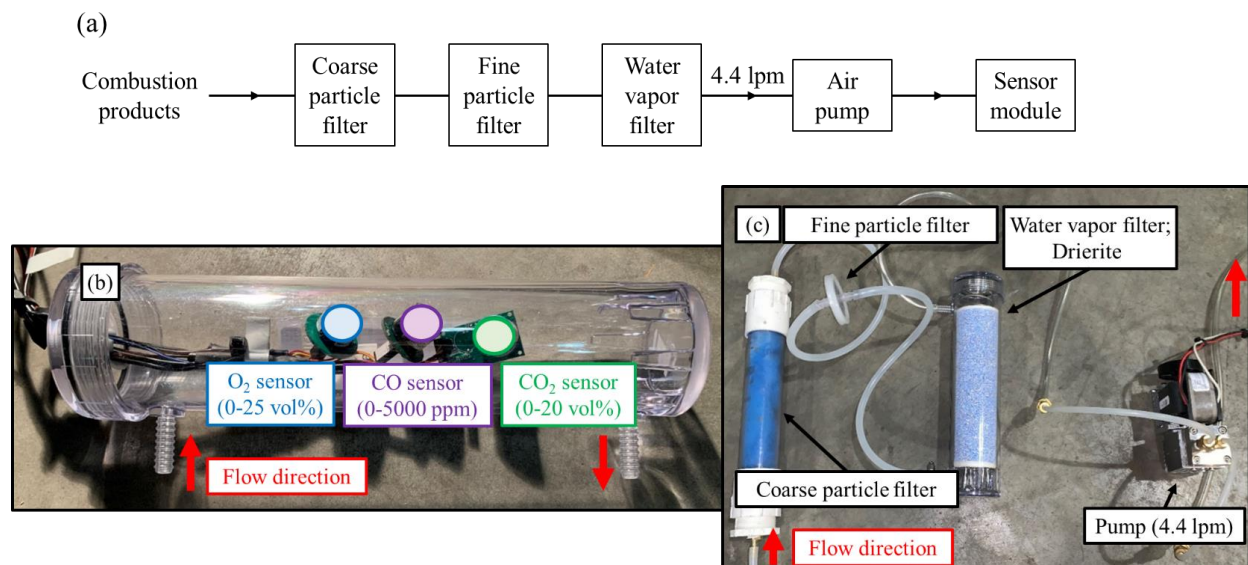 (a)
Combustion
products
Coarse
particle
filter
Fine
particle
filter
Water
vapor
filter
4.4 lpm
Air
pump
Sensor
module
(b)
O₂ sensor
(0-25 vol%)
CO sensor
(0-5000 ppm)
CO₂ sensor
(0-20 vol%)
Flow direction
(c)
Fine particle filter
Water vapor filter;
Drierite
Coarse particle filter
Flow direction
Pump (4.4 lpm)